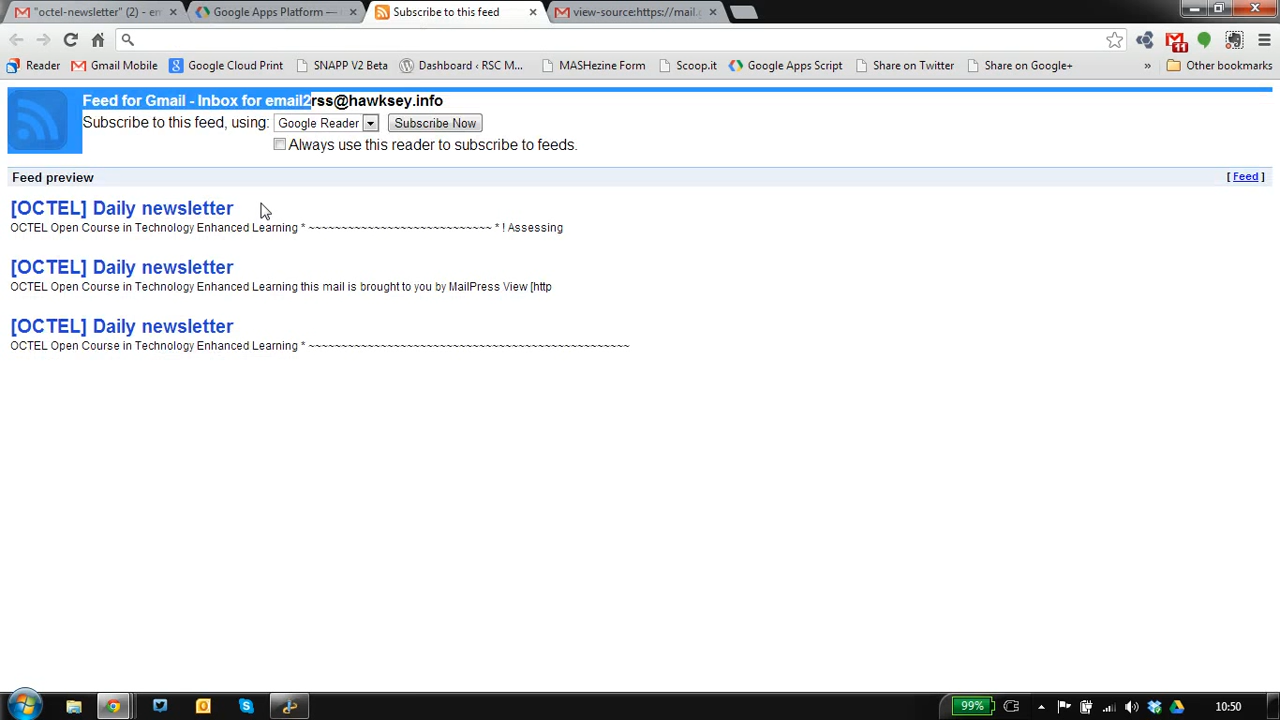 "octel-newsletter" (2) - en
Google Apps Platform —
Subscribe to this feed
view-source:https://mail.g
Reader
Gmail Mobile
Google Cloud Print
SNAPP V2 Beta
Dashboard ‹ RSC M...
MASHezine Form
Scoop.it
Google Apps Script
Share on Twitter
Share on Google+
»
Other bookmarks
11
Feed for Gmail - Inbox for email2rss@hawksey.info
Subscribe to this feed, using: Google Reader Subscribe Now
Always use this reader to subscribe to feeds.
Feed preview [ Feed ]
[OCTEL] Daily newsletter
OCTEL Open Course in Technology Enhanced Learning * ~~~~~~~~~~~~~~~~~~~~~~~~~~~~ * ! Assessing
[OCTEL] Daily newsletter
OCTEL Open Course in Technology Enhanced Learning this mail is brought to you by MailPress View [http
[OCTEL] Daily newsletter
OCTEL Open Course in Technology Enhanced Learning * ~~~~~~~~~~~~~~~~~~~~~~~~~~~~~~~~~~~~~~~~~~~~~~~~~
99%
10:50